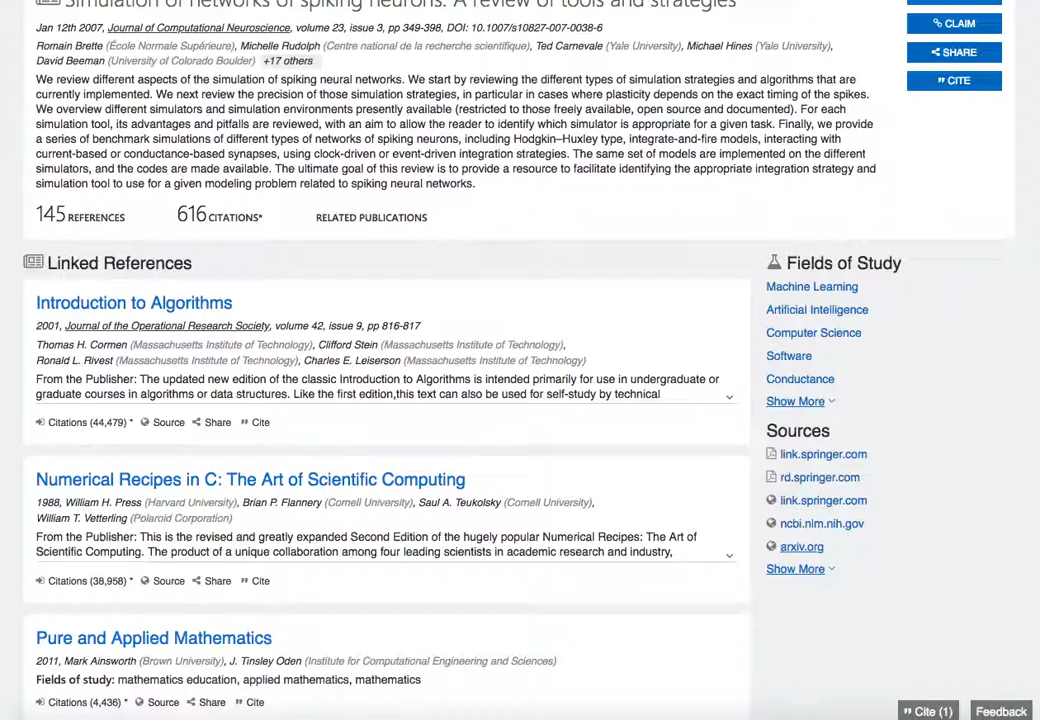 Simulation of networks of spiking neurons: A review of tools and strategies
Jan 12th 2007, Journal of Computational Neuroscience, volume 23, issue 3, pp 349-398, DOI: 10.1007/s10827-007-0038-6
Romain Brette (École Normale Supérieure), Michelle Rudolph (Centre national de la recherche scientifique), Ted Carnevale (Yale University), Michael Hines (Yale University),
David Beeman (University of Colorado Boulder) +17 others
We review different aspects of the simulation of spiking neural networks. We start by reviewing the different types of simulation strategies and algorithms that are
currently implemented. We next review the precision of those simulation strategies, in particular in cases where plasticity depends on the exact timing of the spikes.
We overview different simulators and simulation environments presently available (restricted to those freely available, open source and documented). For each
simulation tool, its advantages and pitfalls are reviewed, with an aim to allow the reader to identify which simulator is appropriate for a given task. Finally, we provide
a series of benchmark simulations of different types of networks of spiking neurons, including Hodgkin–Huxley type, integrate-and-fire models, interacting with
current-based or conductance-based synapses, using clock-driven or event-driven integration strategies. The same set of models are implemented on the different
simulators, and the codes are made available. The ultimate goal of this review is to provide a resource to facilitate identifying the appropriate integration strategy and
simulation tool to use for a given modeling problem related to spiking neural networks.
145 REFERENCES 616 CITATIONS* RELATED PUBLICATIONS
CLAIM
SHARE
" CITE
Linked References
Introduction to Algorithms
2001, Journal of the Operational Research Society, volume 42, issue 9, pp 816-817
Thomas H. Cormen (Massachusetts Institute of Technology), Clifford Stein (Massachusetts Institute of Technology),
Ronald L. Rivest (Massachusetts Institute of Technology), Charles E. Leiserson (Massachusetts Institute of Technology)
From the Publisher: The updated new edition of the classic Introduction to Algorithms is intended primarily for use in undergraduate or
graduate courses in algorithms or data structures. Like the first edition,this text can also be used for self-study by technical
Citations (44,479) * Source Share " Cite
Numerical Recipes in C: The Art of Scientific Computing
1988, William H. Press (Harvard University), Brian P. Flannery (Cornell University), Saul A. Teukolsky (Cornell University),
William T. Vetterling (Polaroid Corporation)
From the Publisher: This is the revised and greatly expanded Second Edition of the hugely popular Numerical Recipes: The Art of
Scientific Computing. The product of a unique collaboration among four leading scientists in academic research and industry,
Citations (38,958) * Source Share " Cite
Pure and Applied Mathematics
2011, Mark Ainsworth (Brown University), J. Tinsley Oden (Institute for Computational Engineering and Sciences)
Fields of study: mathematics education, applied mathematics, mathematics
Citations (4,436) * Source Share " Cite
Fields of Study
Machine Learning
Artificial Intelligence
Computer Science
Software
Conductance
Show More
Sources
link.springer.com
rd.springer.com
link.springer.com
ncbi.nlm.nih.gov
arxiv.org
Show More
" Cite (1)
Feedback